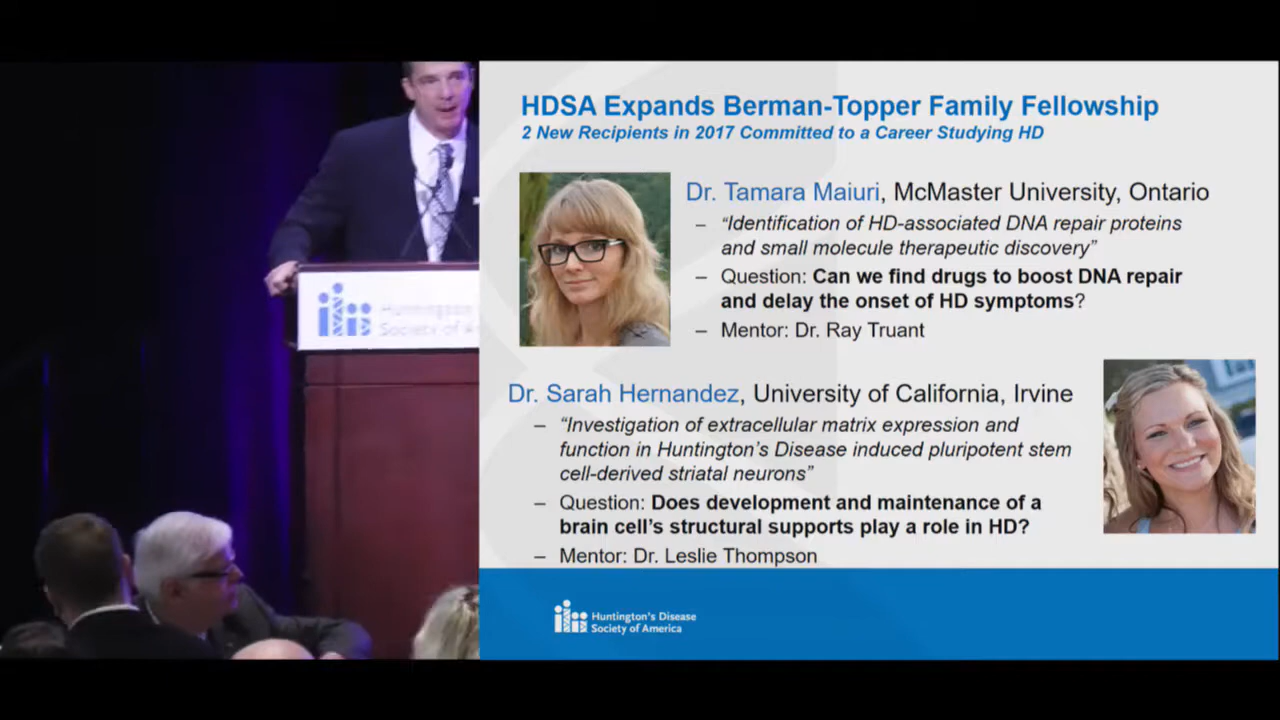 HDSA Expands Berman-Topper Family Fellowship
2 New Recipients in 2017 Committed to a Career Studying HD
Dr. Tamara Maiuri, McMaster University, Ontario
– “Identification of HD-associated DNA repair proteins
and small molecule therapeutic discovery”
– Question: Can we find drugs to boost DNA repair
and delay the onset of HD symptoms?
– Mentor: Dr. Ray Truant
Dr. Sarah Hernandez, University of California, Irvine
– “Investigation of extracellular matrix expression and
function in Huntington’s Disease induced pluripotent stem
cell-derived striatal neurons”
– Question: Does development and maintenance of a
brain cell’s structural supports play a role in HD?
– Mentor: Dr. Leslie Thompson
Huntington’s Disease
Society of America
Huntington
Society of A